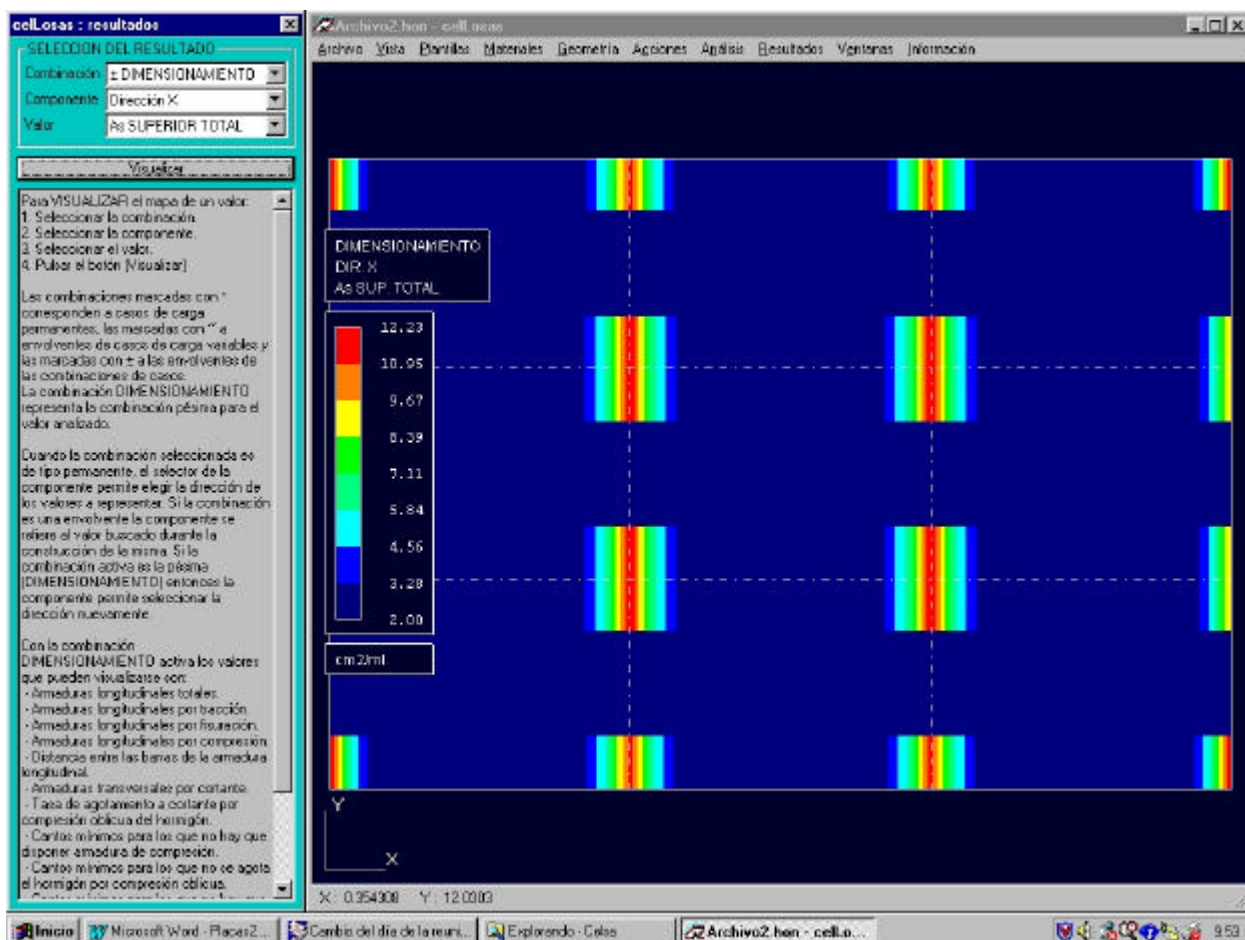 celLosas : resultados
SELECCION DEL RESULTADO
Combinación ± DIMENSIONAMIENTO
Componente Dirección X
Valor As SUPERIOR TOTAL
Visualizar
Para VISUALIZAR el mapa de un valor:
1. Seleccionar la combinación.
2. Seleccionar la componente.
3. Seleccionar el valor.
4. Pulsar el botón [Visualizar]
Las combinaciones marcadas con *
corresponden a casos de carga
permanentes, las marcadas con ** a
envolventes de casos de carga variables y
las marcadas con ± a las envolventes de
las combinaciones de casos.
La combinación DIMENSIONAMIENTO
representa la combinación pésima para el
valor analizado.
Cuando la combinación seleccionada es
de tipo permanente, el selector de la
componente permite elegir la dirección de
los valores a representar. Si la combinación
es una envolvente la componente se
refiere al valor buscado durante la
construcción de la misma. Si la
combinación activa es la pésima
[DIMENSIONAMIENTO] entonces la
componente permite seleccionar la
dirección nuevamente.
Con la combinación
DIMENSIONAMIENTO activa los valores
que pueden visualizarse son:
- Armaduras longitudinales totales.
- Armaduras longitudinales por tracción.
- Armaduras longitudinales por fisuración.
- Armaduras longitudinales por compresión.
- Distancia entre las barras de la armadura
longitudinal.
- Armaduras transversales por cortante.
- Tasa de agotamiento a cortante por
compresión oblicua del hormigón.
- Cantos mínimos para los que no hay que
disponer armadura de compresión.
- Cantos mínimos para los que no se agota
el hormigón por compresión oblicua.
Archivo2.hon - celLosas
Archivo Vista Plantillas Materiales Geometría Acciones Análisis Resultados Ventanas Información
DIMENSIONAMIENTO
DIR. X
As SUP. TOTAL
12.23
10.95
9.67
8.39
7.11
5.84
4.56
3.28
2.00
cm2/ml
Y
X
X : 0.354308 Y : 12.0303
Inicio Microsoft Word - Placas2... Cambio del día de la reuni... Explorando - Celsa Archivo2.hon - celLo... 9:53